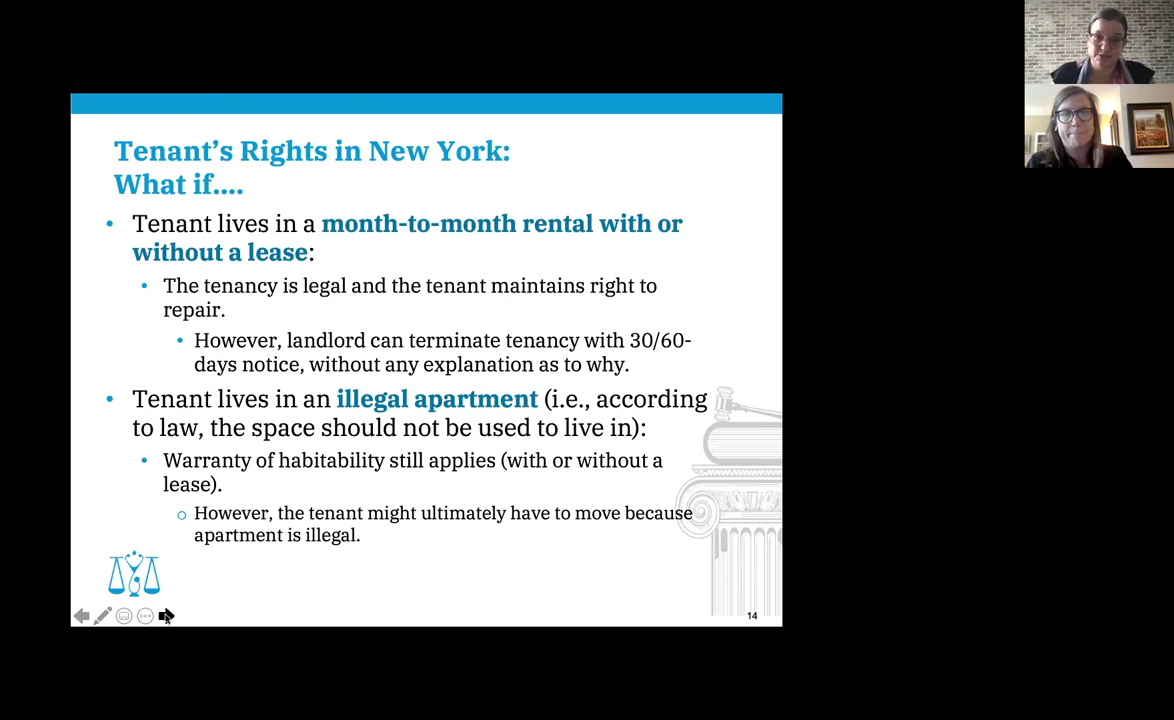 Tenant's Rights in New York:
What if....
• Tenant lives in a month-to-month rental with or
without a lease:
• The tenancy is legal and the tenant maintains right to
repair.
• However, landlord can terminate tenancy with 30/60-
days notice, without any explanation as to why.
• Tenant lives in an illegal apartment (i.e., according
to law, the space should not be used to live in):
• Warranty of habitability still applies (with or without a
lease).
○ However, the tenant might ultimately have to move because
apartment is illegal.
14